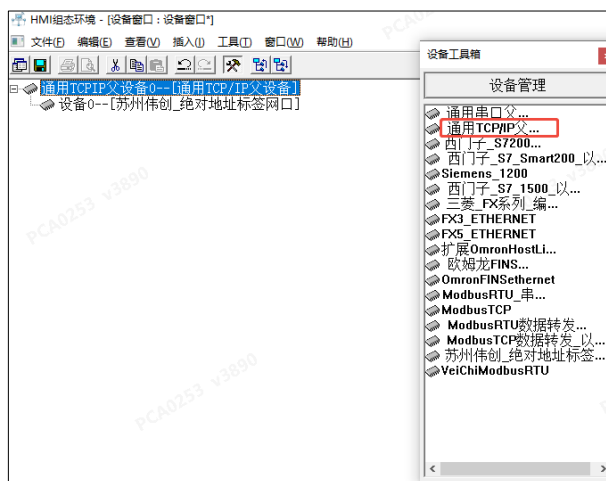 HMI组态环境 - [设备窗口 : 设备窗口*]
文件(F) 编辑(E) 查看(V) 插入(I) 工具(T) 窗口(W) 帮助(H)
通用TCPIP父设备0--[通用TCP/IP父设备]
设备0--[苏州伟创_绝对地址标签网口]
设备工具箱
设备管理
通用串口父...
通用TCP/IP父...
西门子_S7200...
西门子_S7_Smart200_以...
Siemens_1200
西门子_S7_1500_以...
三菱_FX系列_编...
FX3_ETHERNET
FX5_ETHERNET
扩展OmronHostLi...
欧姆龙FINS...
OmronFINSethernet
ModbusRTU_串...
ModbusTCP
ModbusRTU数据转发...
ModbusTCP数据转发_以...
苏州伟创_绝对地址标签...
VeiChiModbusRTU
PCA0253 v3890
PCA0253 v3890